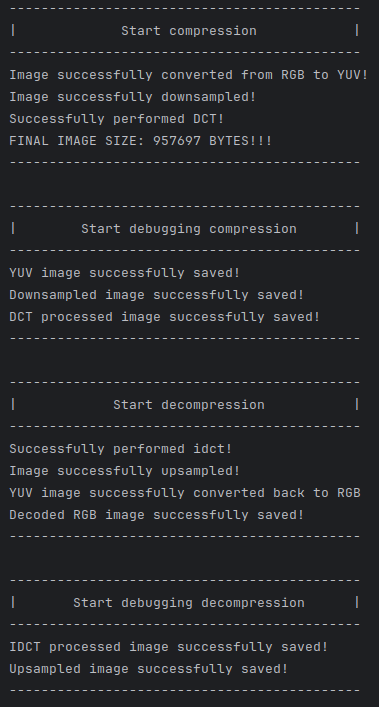 --------------------------------------------
|             Start compression            |
--------------------------------------------
Image successfully converted from RGB to YUV!
Image successfully downsampled!
Successfully performed DCT!
FINAL IMAGE SIZE: 957697 BYTES!!!
--------------------------------------------
--------------------------------------------
|        Start debugging compression       |
--------------------------------------------
YUV image successfully saved!
Downsampled image successfully saved!
DCT processed image successfully saved!
--------------------------------------------
--------------------------------------------
|            Start decompression           |
--------------------------------------------
Successfully performed idct!
Image successfully upsampled!
YUV image successfully converted back to RGB
Decoded RGB image successfully saved!
--------------------------------------------
--------------------------------------------
|       Start debugging decompression      |
--------------------------------------------
IDCT processed image successfully saved!
Upsampled image successfully saved!
--------------------------------------------